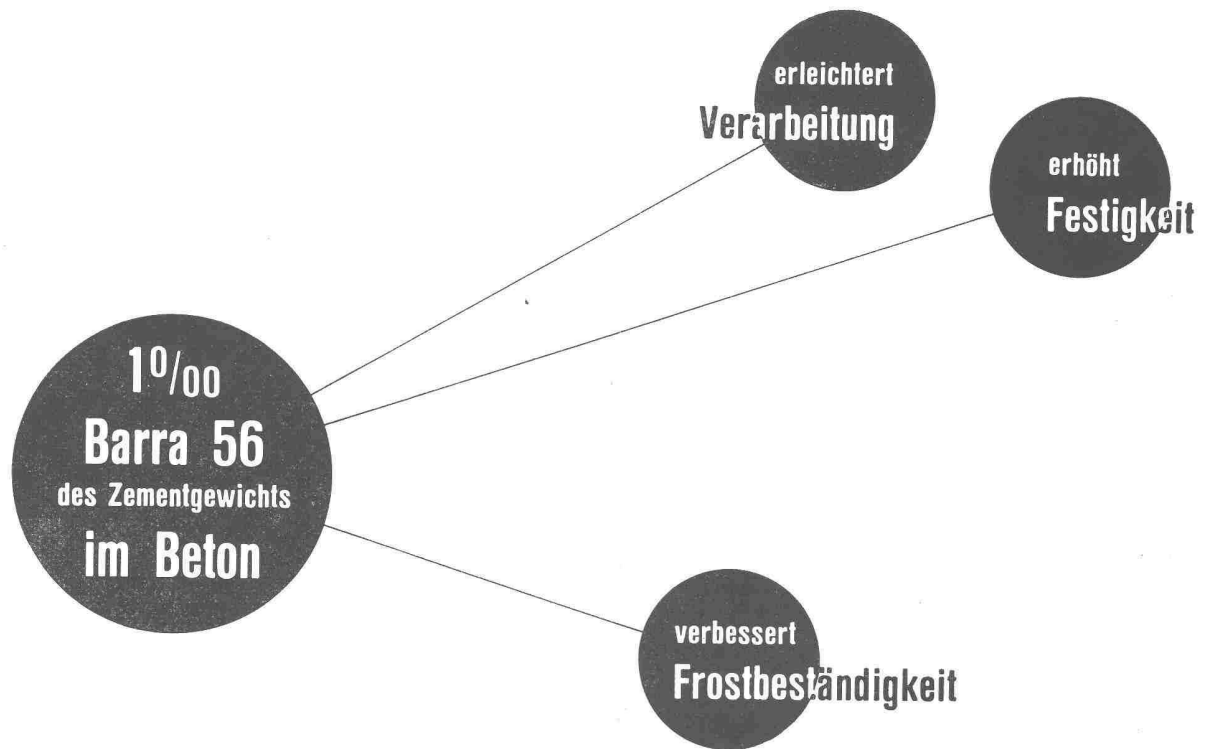 erleichtert
Verarbeitung
erhöht
Festigkeit
1⁰/₀₀
Barra 56
des Zementgewichts
im Beton
verbessert
Frostbeständigkeit